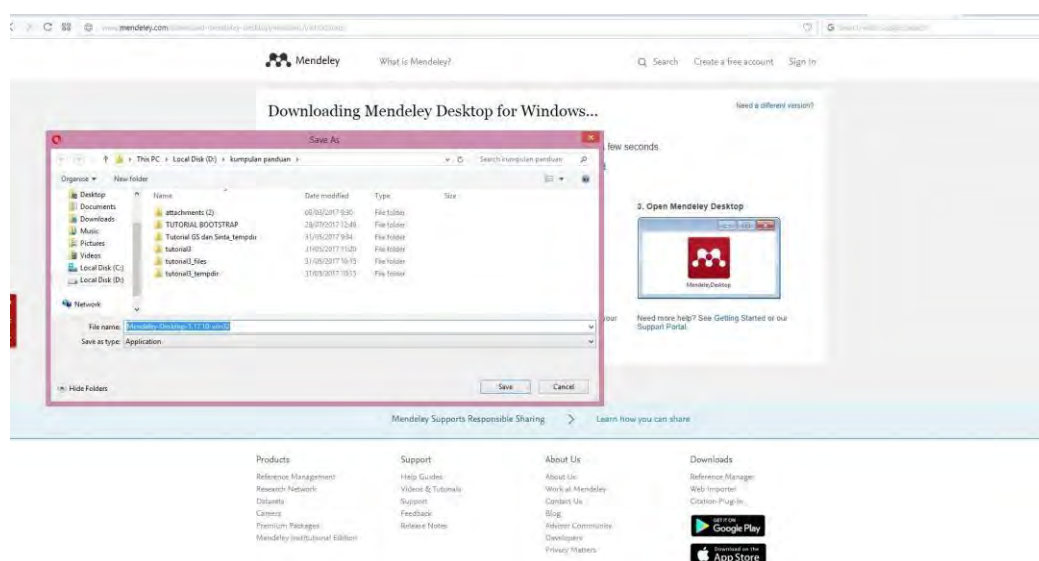 www.mendeley.com
Mendeley
What is Mendeley?
Search
Create a free account
Sign In
Downloading Mendeley Desktop for Windows...
Need a different version?
few seconds
Save As
This PC
Local Disk (D:)
kumpulan panduan
Search kumpulan panduan
Organize
New folder
Desktop
Documents
Downloads
Music
Pictures
Videos
Local Disk (C:)
Local Disk (D:)
Network
Name Date modified Type Size
attachments (2) File folder
TUTORIAL BOOTSTRAP File folder
Tutorial GS dan Sinta_tempdir File folder
tutorial3 File folder
tutorial3_files File folder
tutorial3_tempdir File folder
File name:
Save as type: Application
Hide Folders
Save
Cancel
3. Open Mendeley Desktop
MendeleyDesktop
your
Need more help? See Getting Started or our
Support Portal.
Mendeley Supports Responsible Sharing
Learn how you can share
Products
Reference Management
Research Network
Datasets
Careers
Premium Packages
Mendeley Institutional Edition
Support
Help Guides
Videos & Tutorials
Support
Feedback
Release Notes
About Us
About Us
Work at Mendeley
Contact Us
Blog
Advisor Community
Developers
Privacy Matters
Downloads
Reference Manager
Web Importer
Citation Plug-in
GET IT ON
Google Play
Download on the
App Store